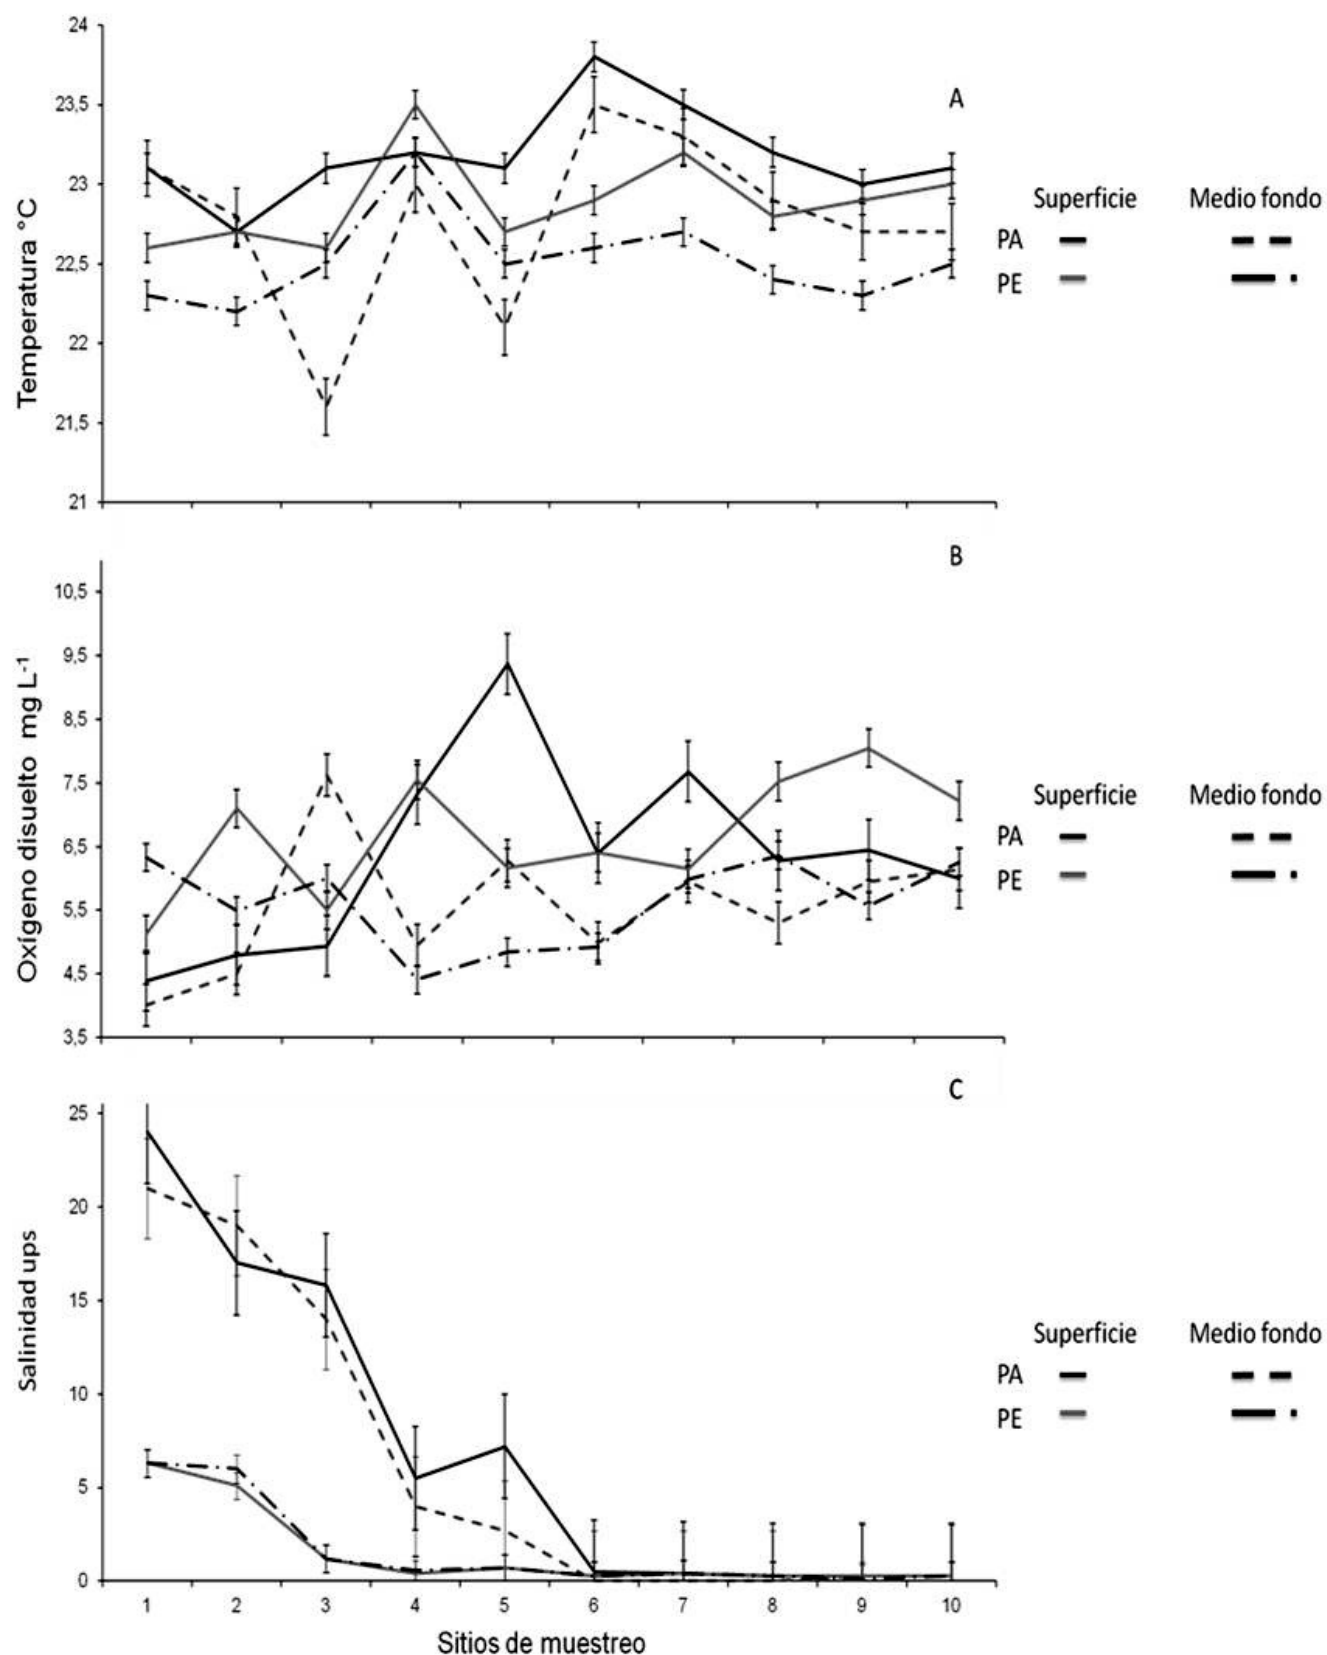 24
A
23,5
23
22,5
22
21,5
21
Temperatura °C
Superficie Medio fondo
PA
PE
B
10,5
9,5
8,5
7,5
6,5
5,5
4,5
3,5
Oxígeno disuelto mg L-1
Superficie Medio fondo
PA
PE
C
25
20
15
10
5
0
Salinidad ups
Superficie Medio fondo
PA
PE
1 2 3 4 5 6 7 8 9 10
Sitios de muestreo